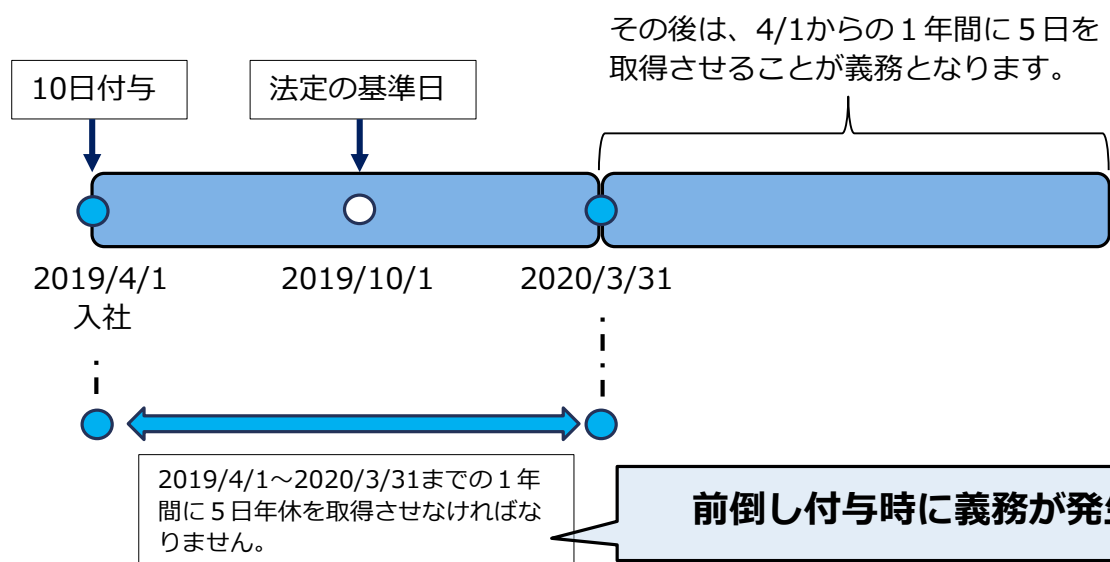 その後は、4/1からの１年間に５日を
取得させることが義務となります。
10日付与
法定の基準日
2019/4/1
入社
2019/10/1
2020/3/31
2019/4/1～2020/3/31までの１年
間に５日年休を取得させなければな
りません。
前倒し付与時に義務が発